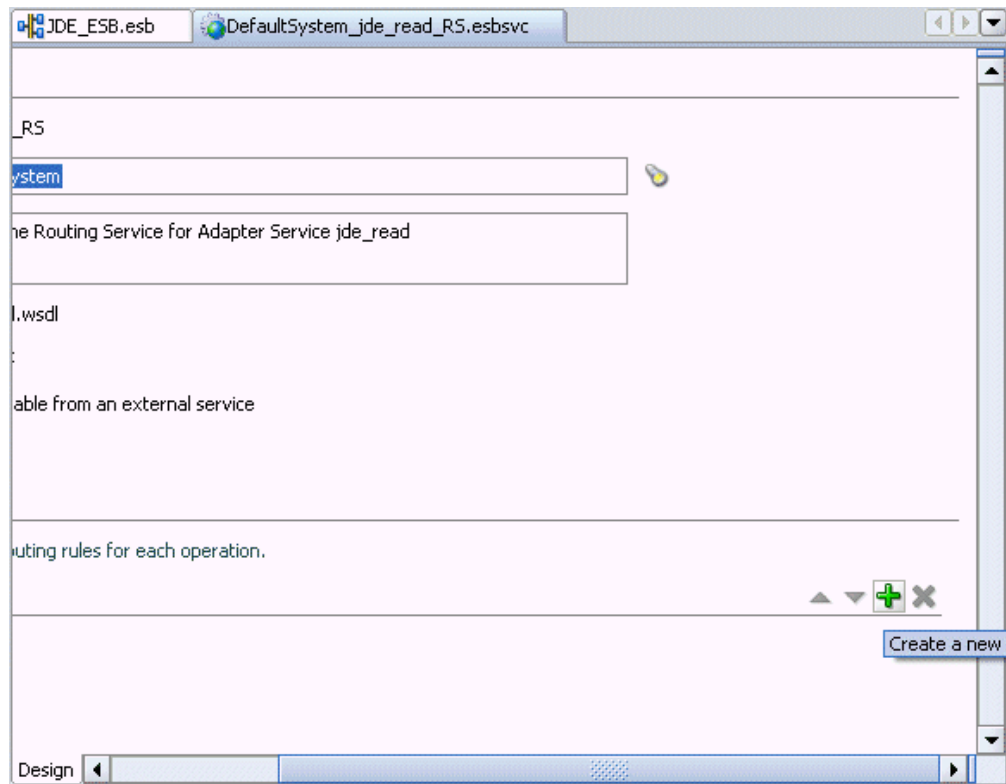 JDE_ESB.esb
DefaultSystem_jde_read_RS.esbsvc
_RS
ystem
ne Routing Service for Adapter Service jde_read
l.wsdl
:
able from an external service
uting rules for each operation.
Create a new
Design